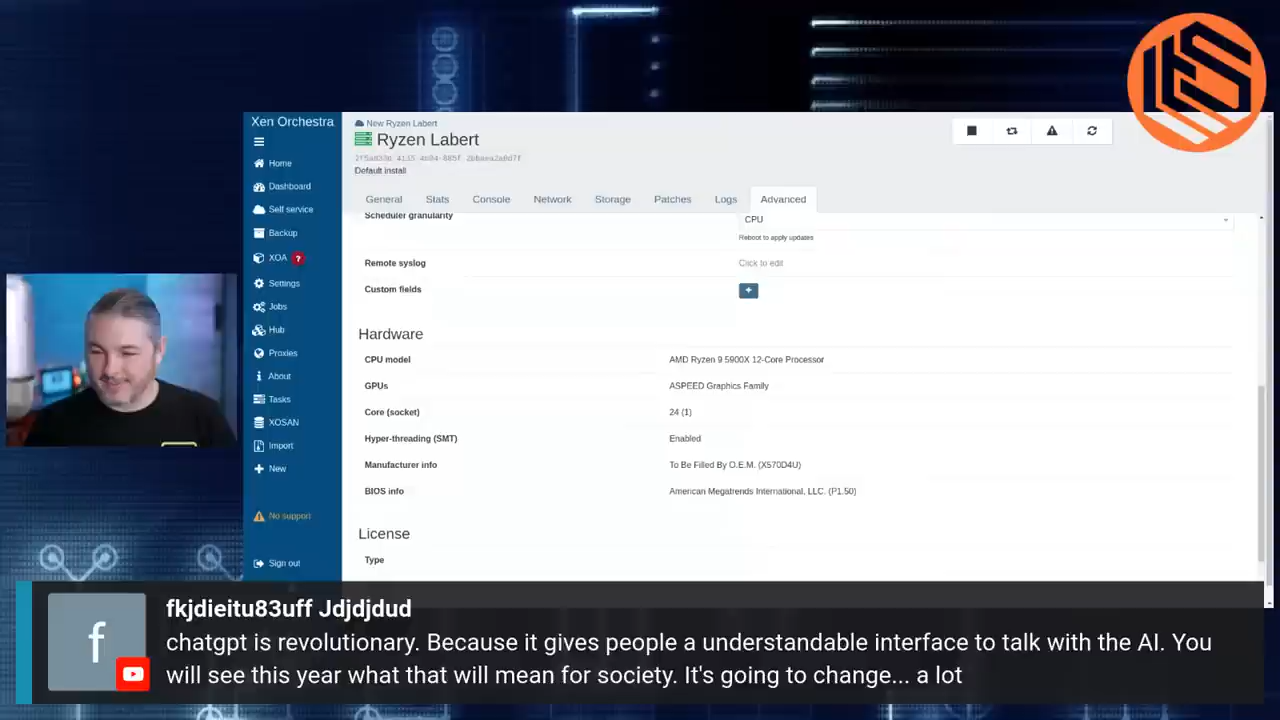 Xen Orchestra
Home
Dashboard
Self service
Backup
XOA ?
Settings
Jobs
Hub
Proxies
About
Tasks
XOSAN
Import
New
No support
Sign out
New Ryzen Labert
Ryzen Labert
Default install
General Stats Console Network Storage Patches Logs Advanced
Scheduler granularity CPU
Reboot to apply updates
Remote syslog Click to edit
Custom fields
Hardware
CPU model AMD Ryzen 9 5900X 12-Core Processor
GPUs ASPEED Graphics Family
Core (socket) 24 (1)
Hyper-threading (SMT) Enabled
Manufacturer info To Be Filled By O.E.M. (X570D4U)
BIOS info American Megatrends International, LLC. (P1.50)
License
Type
f
fkjdieitu83uff Jdjdjdud
chatgpt is revolutionary. Because it gives people a understandable interface to talk with the AI. You
will see this year what that will mean for society. It's going to change... a lot